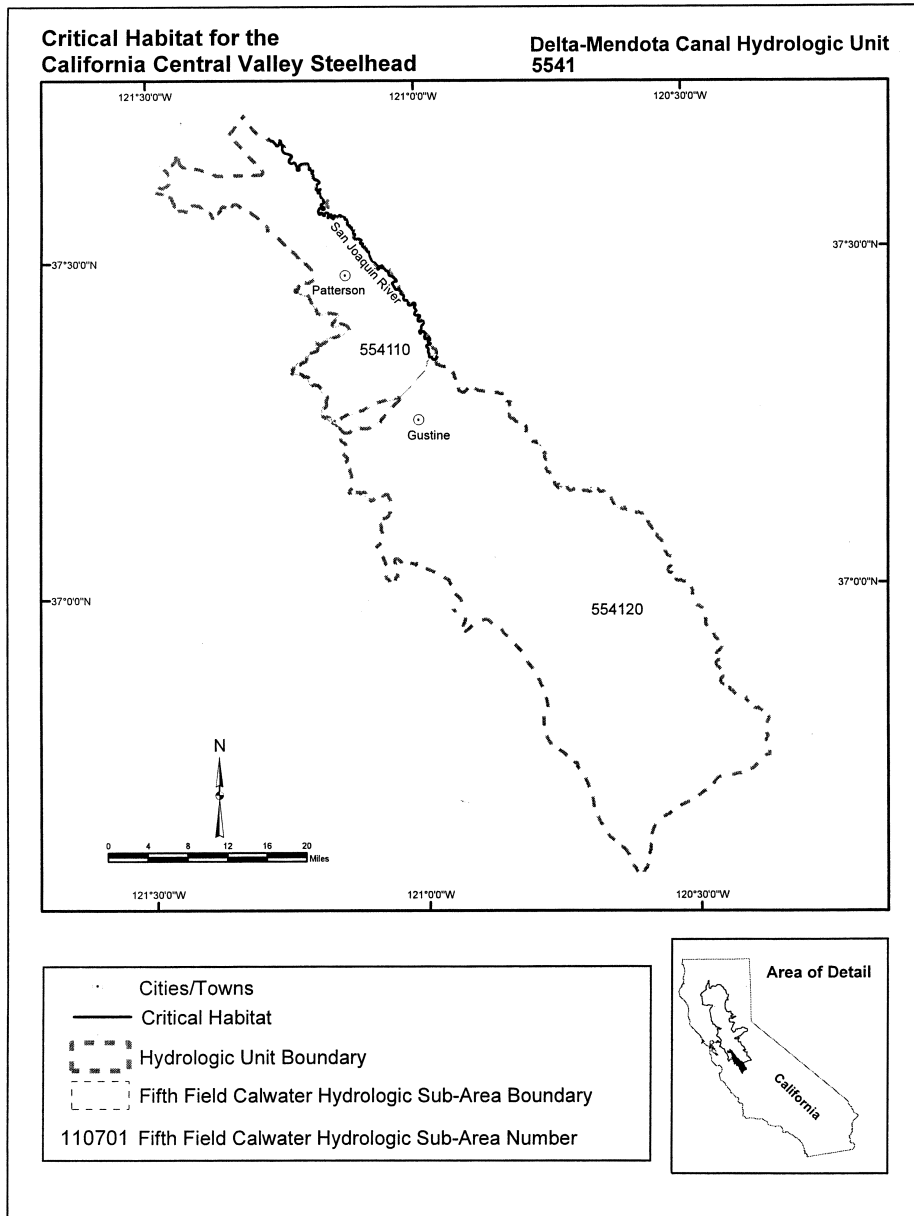 Critical Habitat for the
California Central Valley Steelhead
Delta-Mendota Canal Hydrologic Unit
5541
121°30'0"W
121°0'0"W
120°30'0"W
37°30'0"N
37°30'0"N
San Joaquin River
Patterson
554110
Gustine
37°0'0"N
37°0'0"N
554120
N
0 4 8 12 16 20
Miles
121°30'0"W
121°0'0"W
120°30'0"W
Cities/Towns
Critical Habitat
Hydrologic Unit Boundary
Fifth Field Calwater Hydrologic Sub-Area Boundary
110701 Fifth Field Calwater Hydrologic Sub-Area Number
Area of Detail
California